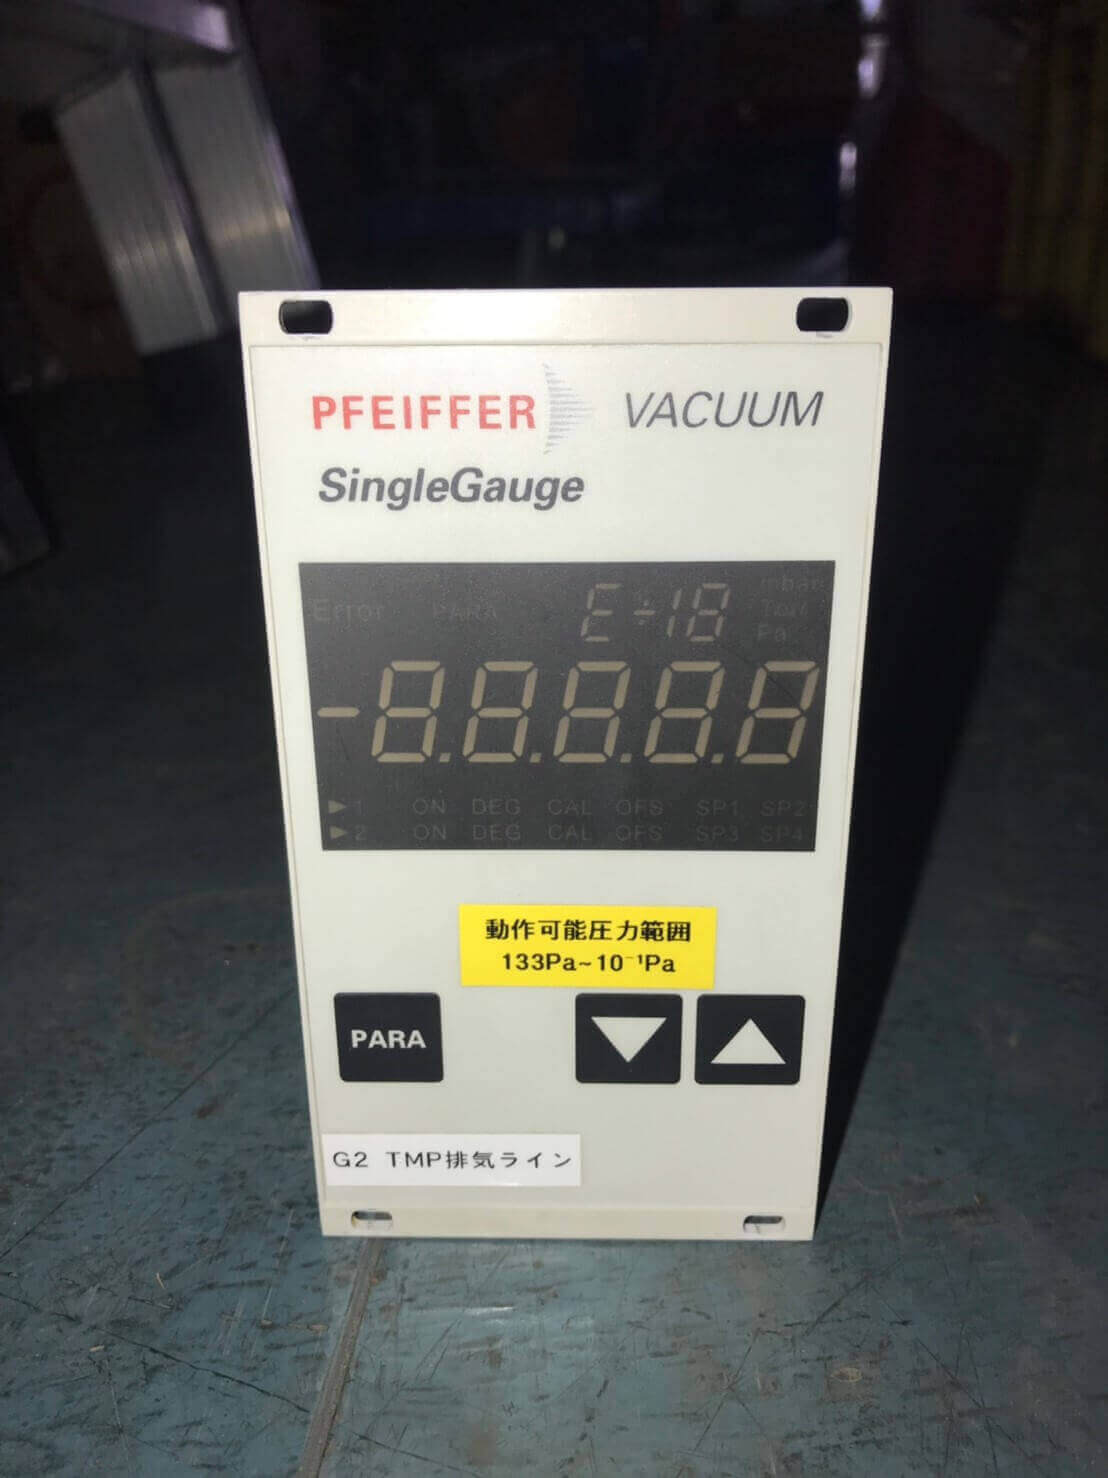 PFEIFFER VACUUM
SingleGauge
Error PARA E÷18 mbar
Torr
Pa
-8.8.8.8.8
▶1 ON DEG CAL OFS SP1 SP2
▶2 ON DEG CAL OFS SP3 SP4
動作可能圧力範囲
133Pa~10⁻¹Pa
PARA
G2 TMP排気ライン